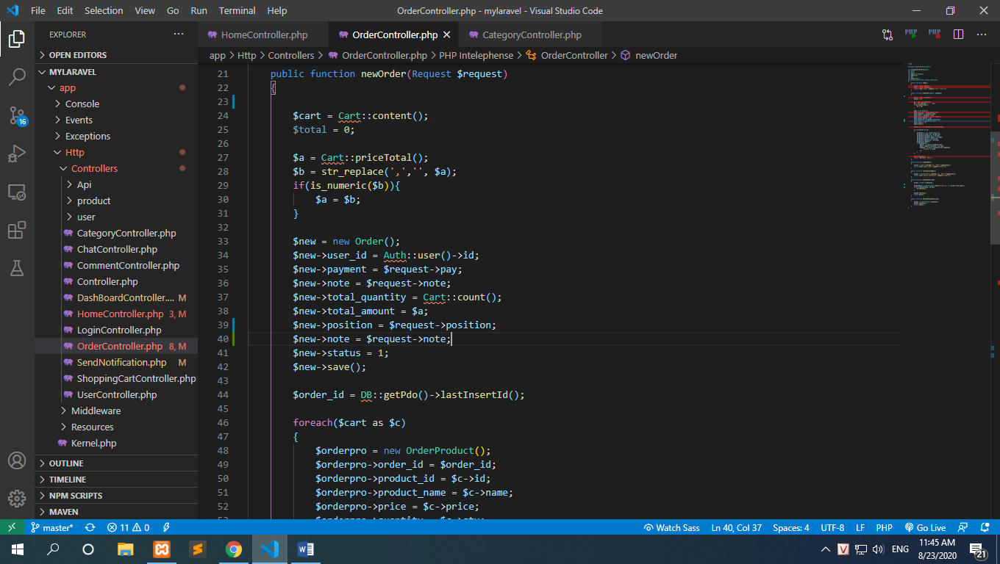 File Edit Selection View Go Run Terminal Help OrderController.php - mylaravel - Visual Studio Code
EXPLORER
OPEN EDITORS
MYLARAVEL
app
Console
Events
Exceptions
Http
Controllers
Api
product
user
CategoryController.php
ChatController.php
CommentController.php
Controller.php
DashBoardController.... M
HomeController.php 3, M
LoginController.php
OrderController.php 8, M
SendNotification.php M
ShoppingCartController.php
UserController.php
Middleware
Resources
Kernel.php
OUTLINE
TIMELINE
NPM SCRIPTS
MAVEN
16
HomeController.php OrderController.php CategoryController.php
PHP PHP
app > Http > Controllers > OrderController.php > PHP Intelephense > OrderController > newOrder
21 public function newOrder(Request $request)
22 {
23
24 $cart = Cart::content();
25 $total = 0;
26
27 $a = Cart::priceTotal();
28 $b = str_replace(',','', $a);
29 if(is_numeric($b)){
30 $a = $b;
31 }
32
33 $new = new Order();
34 $new->user_id = Auth::user()->id;
35 $new->payment = $request->pay;
36 $new->note = $request->note;
37 $new->total_quantity = Cart::count();
38 $new->total_amount = $a;
39 $new->position = $request->position;
40 $new->note = $request->note;
41 $new->status = 1;
42 $new->save();
43
44 $order_id = DB::getPdo()->lastInsertId();
45
46 foreach($cart as $c)
47 {
48 $orderpro = new OrderProduct();
49 $orderpro->order_id = $order_id;
50 $orderpro->product_id = $c->id;
51 $orderpro->product_name = $c->name;
52 $orderpro->price = $c->price;
master* 11 0 Watch Sass Ln 40, Col 37 Spaces: 4 UTF-8 LF PHP Go Live
ENG 11:45 AM
8/23/2020
21